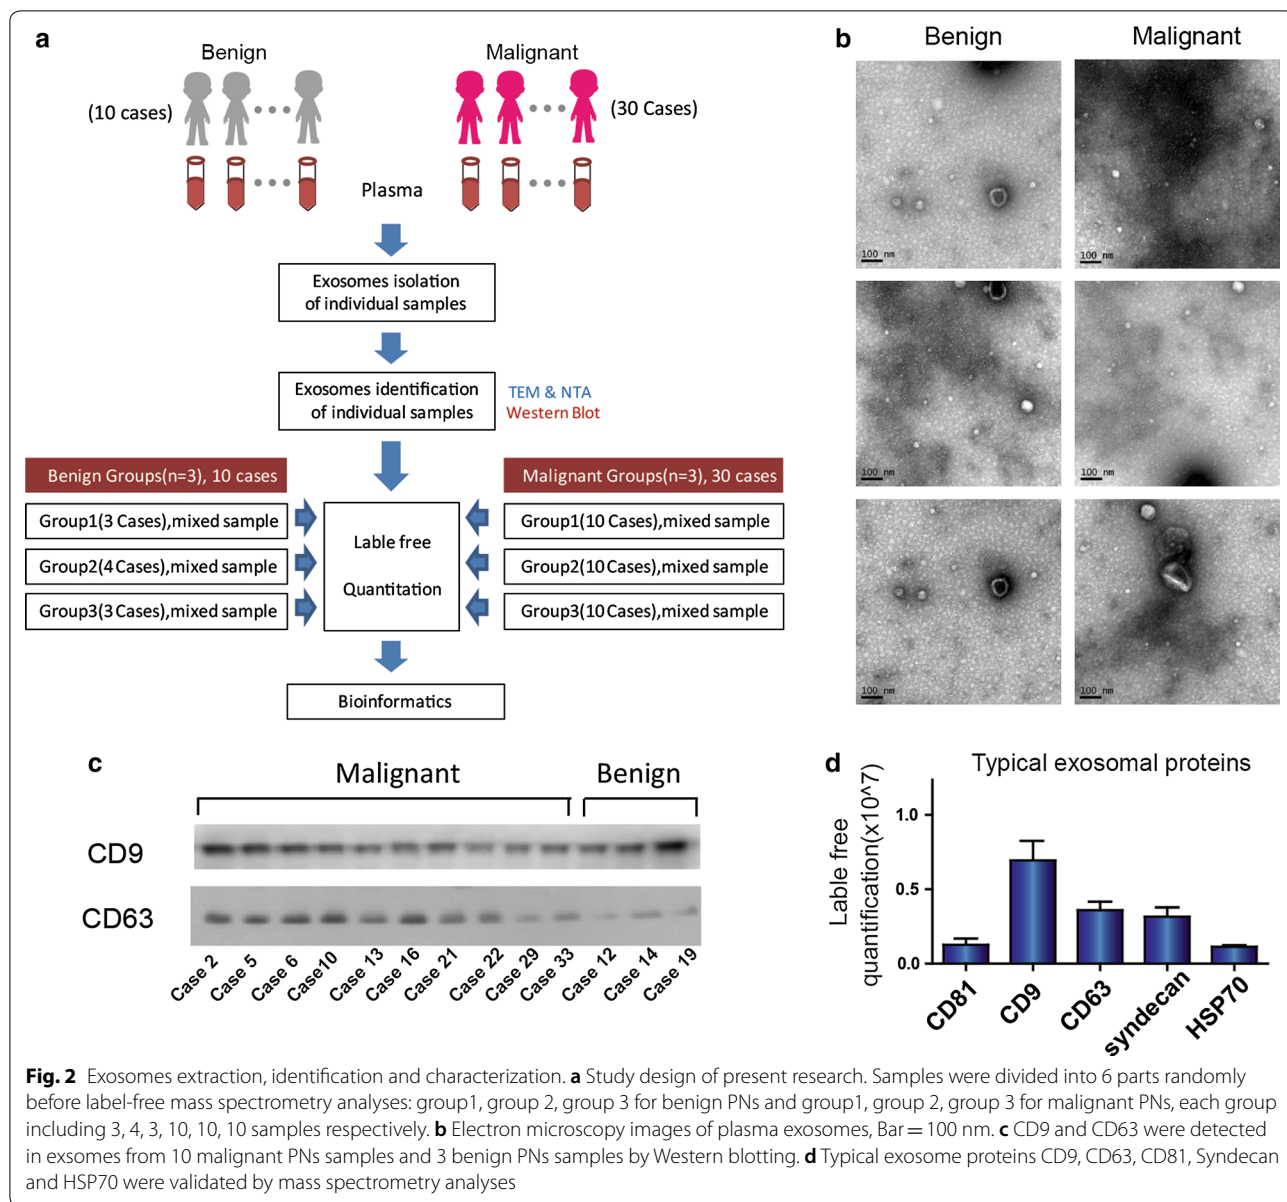 a
Benign
Malignant
(10 cases)
(30 Cases)
Plasma
Exosomes isolation
of individual samples
Exosomes identification
of individual samples
TEM & NTA
Western Blot
Benign Groups(n=3), 10 cases
Group1(3 Cases),mixed sample
Group2(4 Cases),mixed sample
Group3(3 Cases),mixed sample
Lable free
Quantitation
Malignant Groups(n=3), 30 cases
Group1(10 Cases),mixed sample
Group2(10 Cases),mixed sample
Group3(10 Cases),mixed sample
Bioinformatics
b
Benign
Malignant
100 nm
100 nm
100 nm
100 nm
100 nm
100 nm
c
Malignant
Benign
CD9
CD63
Case 2
Case 5
Case 6
Case10
Case 13
Case 16
Case 21
Case 22
Case 29
Case 33
Case 12
Case 14
Case 19
d
Typical exosomal proteins
Lable free
quantification(x10^7)
1.0
0.5
0.0
CD81
CD9
CD63
syndecan
HSP70
Fig. 2 Exosomes extraction, identification and characterization. a Study design of present research. Samples were divided into 6 parts randomly
before label-free mass spectrometry analyses: group1, group 2, group 3 for benign PNs and group1, group 2, group 3 for malignant PNs, each group
including 3, 4, 3, 10, 10, 10 samples respectively. b Electron microscopy images of plasma exosomes, Bar = 100 nm. c CD9 and CD63 were detected
in exsomes from 10 malignant PNs samples and 3 benign PNs samples by Western blotting. d Typical exosome proteins CD9, CD63, CD81, Syndecan
and HSP70 were validated by mass spectrometry analyses